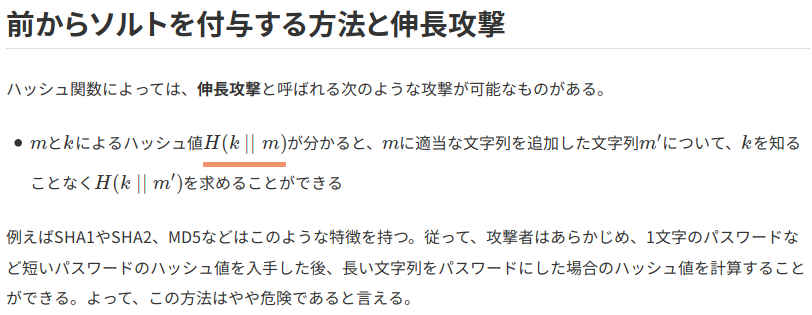 前からソルトを付与する方法と伸長攻撃
ハッシュ関数によっては、伸長攻撃と呼ばれる次のような攻撃が可能なものがある。
• mとkによるハッシュ値H(k || m)が分かると、mに適当な文字列を追加した文字列m′について、kを知る
ことなくH(k || m′)を求めることができる
例えばSHA1やSHA2、MD5などはこのような特徴を持つ。従って、攻撃者はあらかじめ、1文字のパスワードな
ど短いパスワードのハッシュ値を入手した後、長い文字列をパスワードにした場合のハッシュ値を計算すること
ができる。よって、この方法はやや危険であると言える。